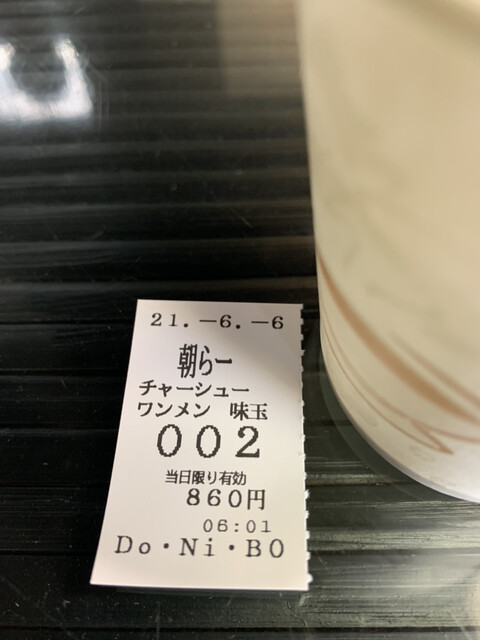 21.-6.-6
朝らー
チャーシュー
ワンメン 味玉
002
当日限り有効
860円
06:01
Do・Ni・BO